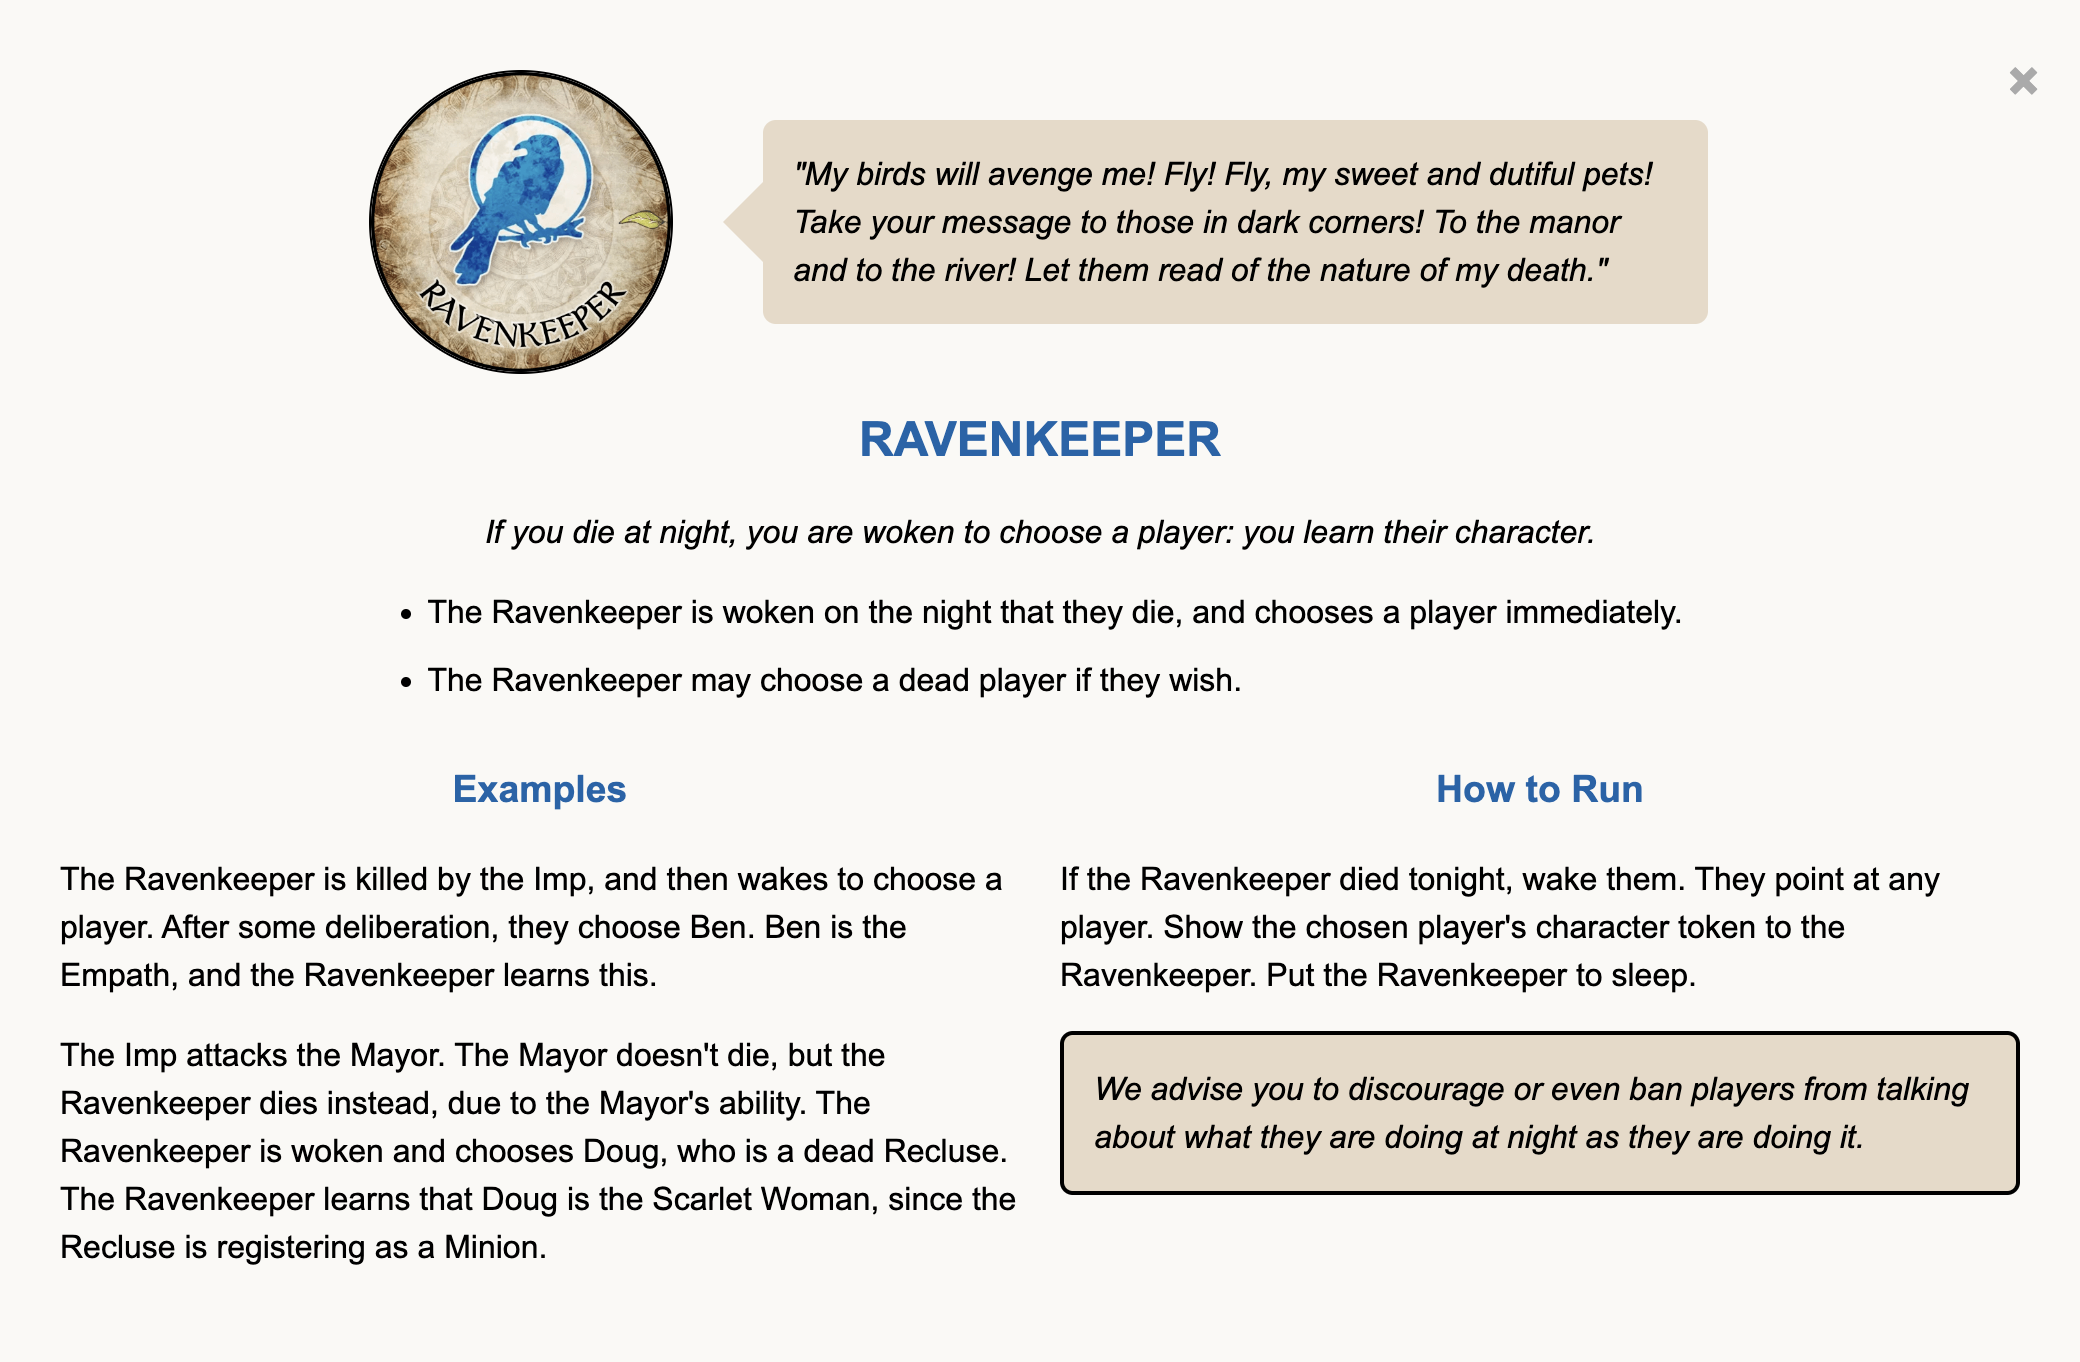 RAVENKEEPER
"My birds will avenge me! Fly! Fly, my sweet and dutiful pets!
Take your message to those in dark corners! To the manor
and to the river! Let them read of the nature of my death."
RAVENKEEPER
If you die at night, you are woken to choose a player: you learn their character.
• The Ravenkeeper is woken on the night that they die, and chooses a player immediately.
• The Ravenkeeper may choose a dead player if they wish.
Examples
The Ravenkeeper is killed by the Imp, and then wakes to choose a
player. After some deliberation, they choose Ben. Ben is the
Empath, and the Ravenkeeper learns this.
The Imp attacks the Mayor. The Mayor doesn't die, but the
Ravenkeeper dies instead, due to the Mayor's ability. The
Ravenkeeper is woken and chooses Doug, who is a dead Recluse.
The Ravenkeeper learns that Doug is the Scarlet Woman, since the
Recluse is registering as a Minion.
How to Run
If the Ravenkeeper died tonight, wake them. They point at any
player. Show the chosen player's character token to the
Ravenkeeper. Put the Ravenkeeper to sleep.
We advise you to discourage or even ban players from talking
about what they are doing at night as they are doing it.